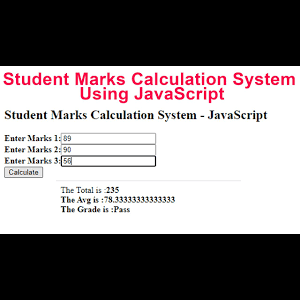 Student Marks Calculation System
Using JavaScript
Student Marks Calculation System - JavaScript
Enter Marks 1: 89
Enter Marks 2: 90
Enter Marks 3: 56
Calculate
The Total is :235
The Avg is :78.33333333333333
The Grade is :Pass